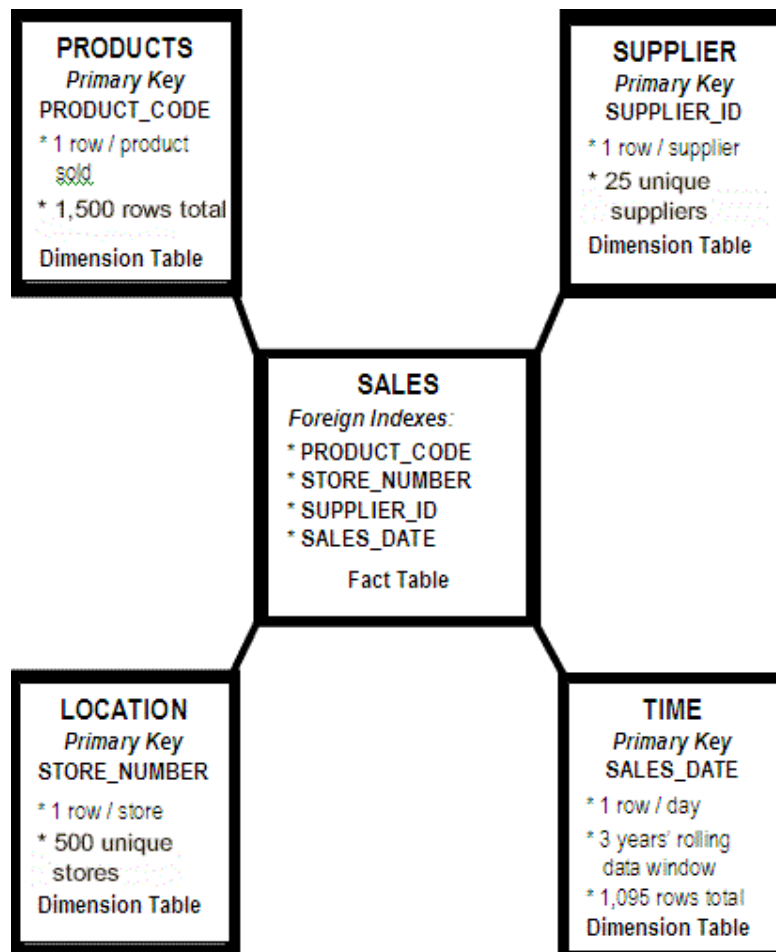 PRODUCTS
Primary Key
PRODUCT_CODE
* 1 row / product
sold
* 1,500 rows total
Dimension Table
SUPPLIER
Primary Key
SUPPLIER_ID
* 1 row / supplier
* 25 unique
suppliers
Dimension Table
SALES
Foreign Indexes:
* PRODUCT_CODE
* STORE_NUMBER
* SUPPLIER_ID
* SALES_DATE
Fact Table
LOCATION
Primary Key
STORE_NUMBER
* 1 row / store
* 500 unique
stores
Dimension Table
TIME
Primary Key
SALES_DATE
* 1 row / day
* 3 years' rolling
data window
* 1,095 rows total
Dimension Table